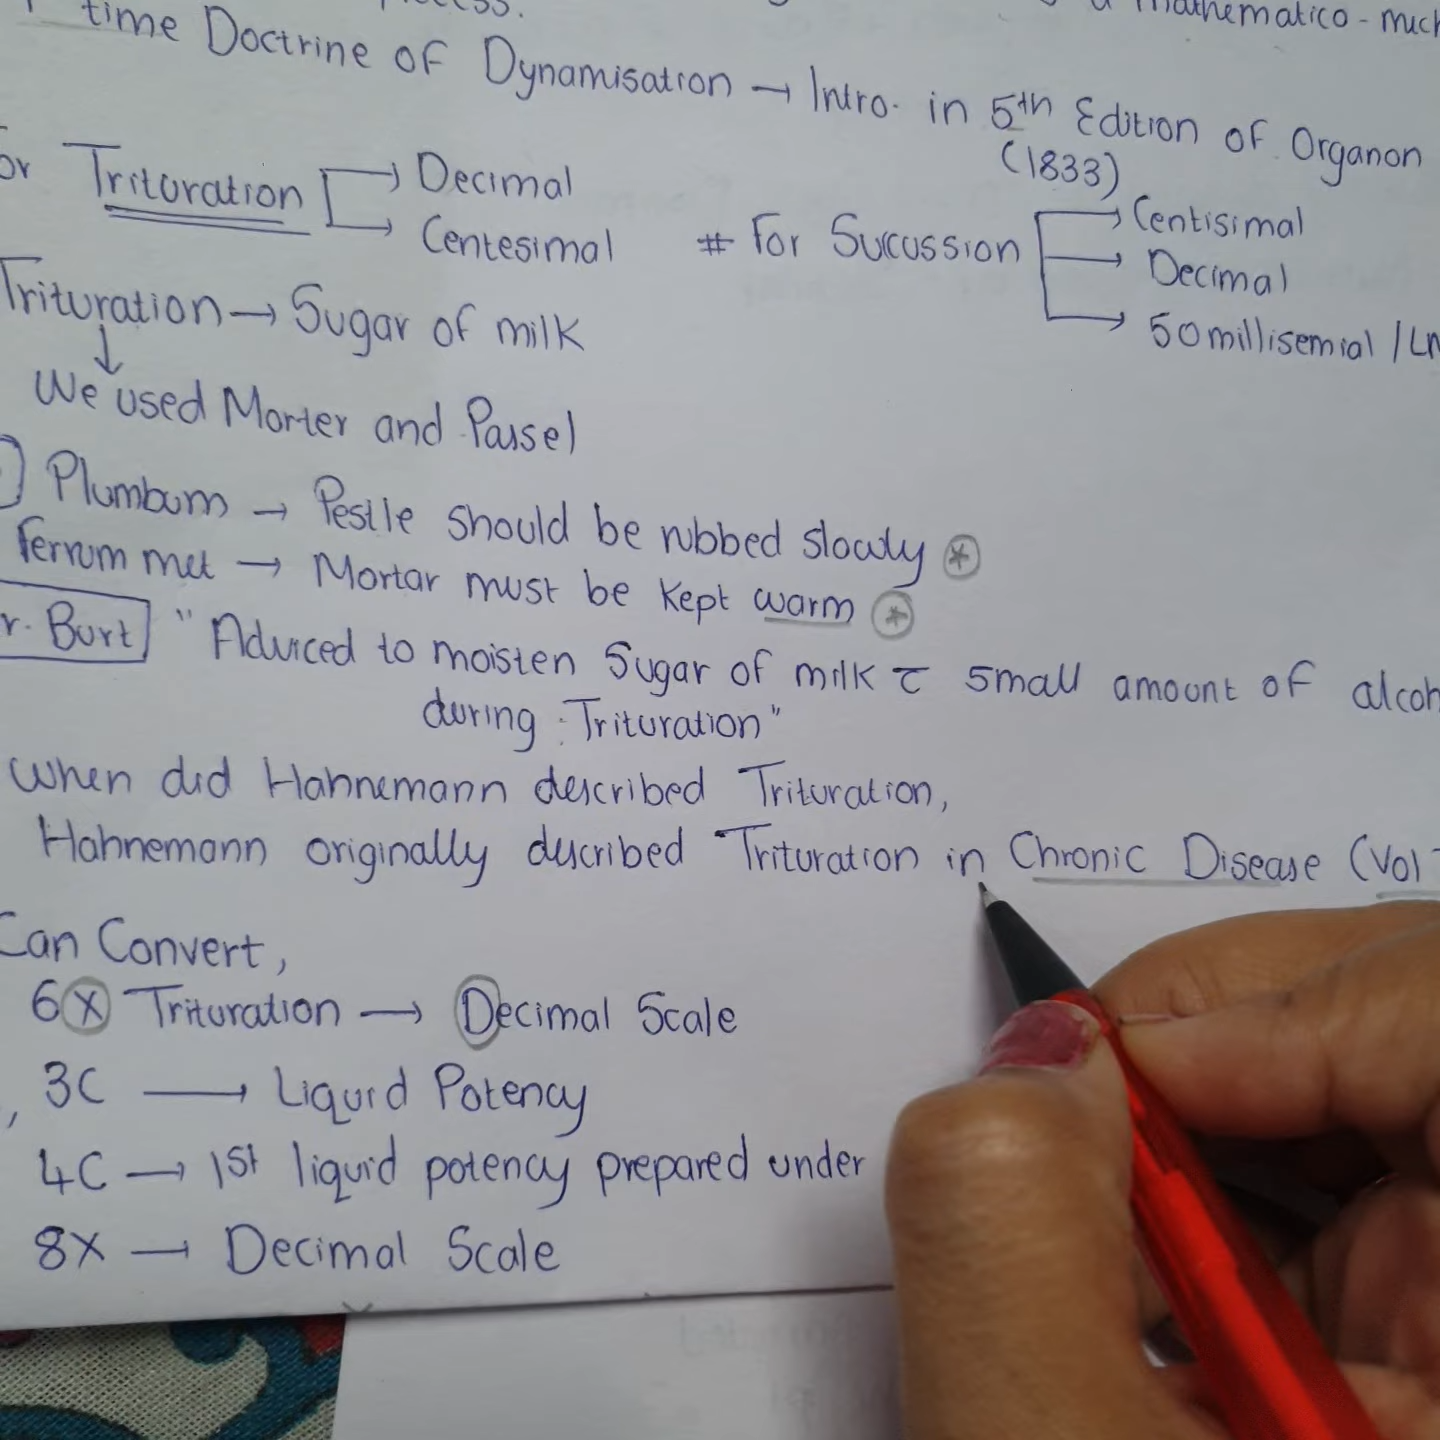 time Doctrine of Dynamisation → Intro. in 5th Edition of Organon
(1833)
Trituration → Decimal
→ Centesimal
# For Succussion → Centisimal
→ Decimal
→ 50 millisemial /
Trituration → Sugar of milk
↓
We used Morter and Passel
Plumbum → Pestle should be rubbed slowly *
Ferrum met → Mortar must be kept warm *
Burt "Adviced to moisten Sugar of milk c̄ small amount of
during Trituration"
When did Hahnemann described Trituration,
Hahnemann originally described Trituration in Chronic Disease (Vol
Can Convert,
6X Trituration → Decimal Scale
3C → Liquid Potency
4C → 1st liquid potency prepared under
8X → Decimal Scale